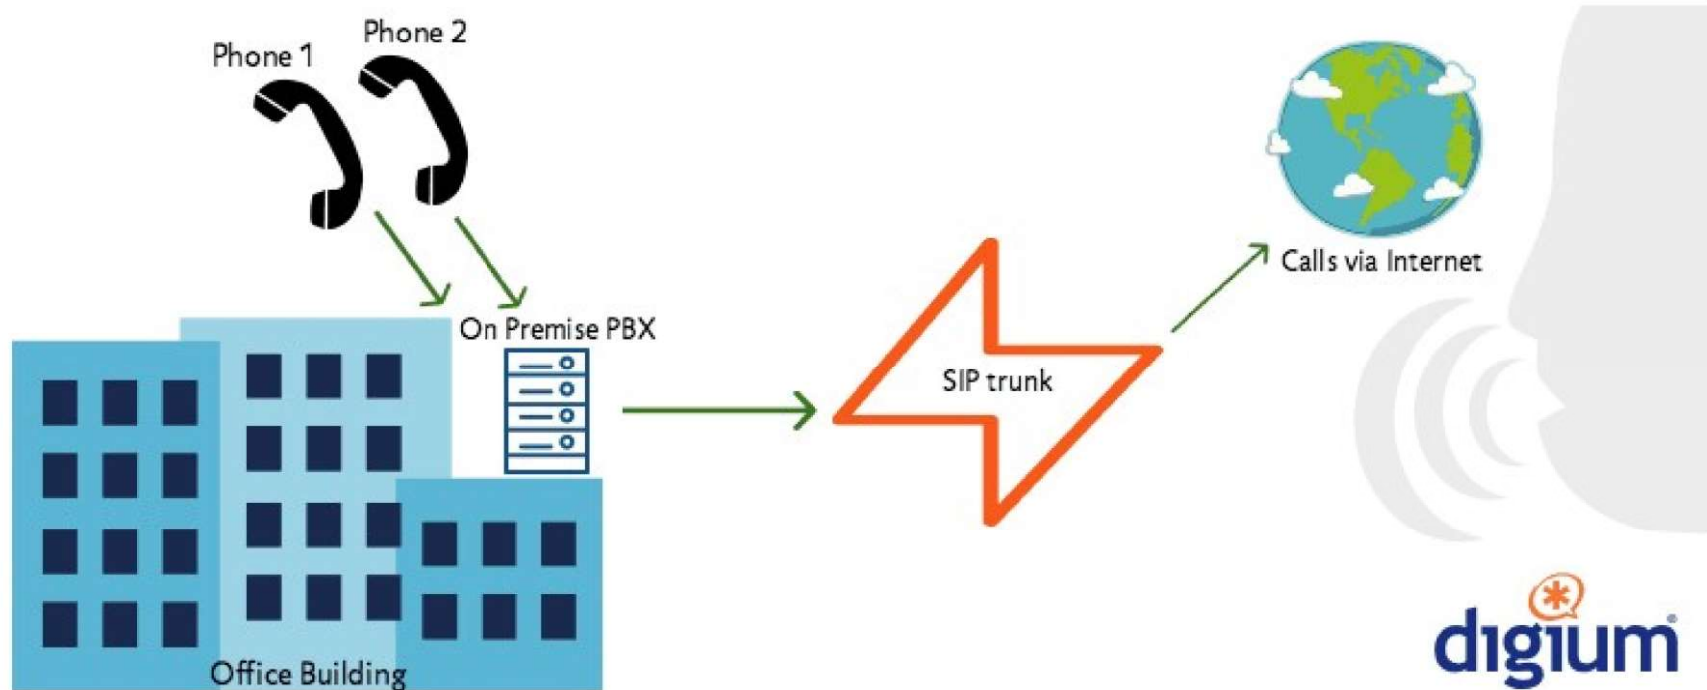 Phone 1
Phone 2
On Premise PBX
SIP trunk
Calls via Internet
Office Building
digium